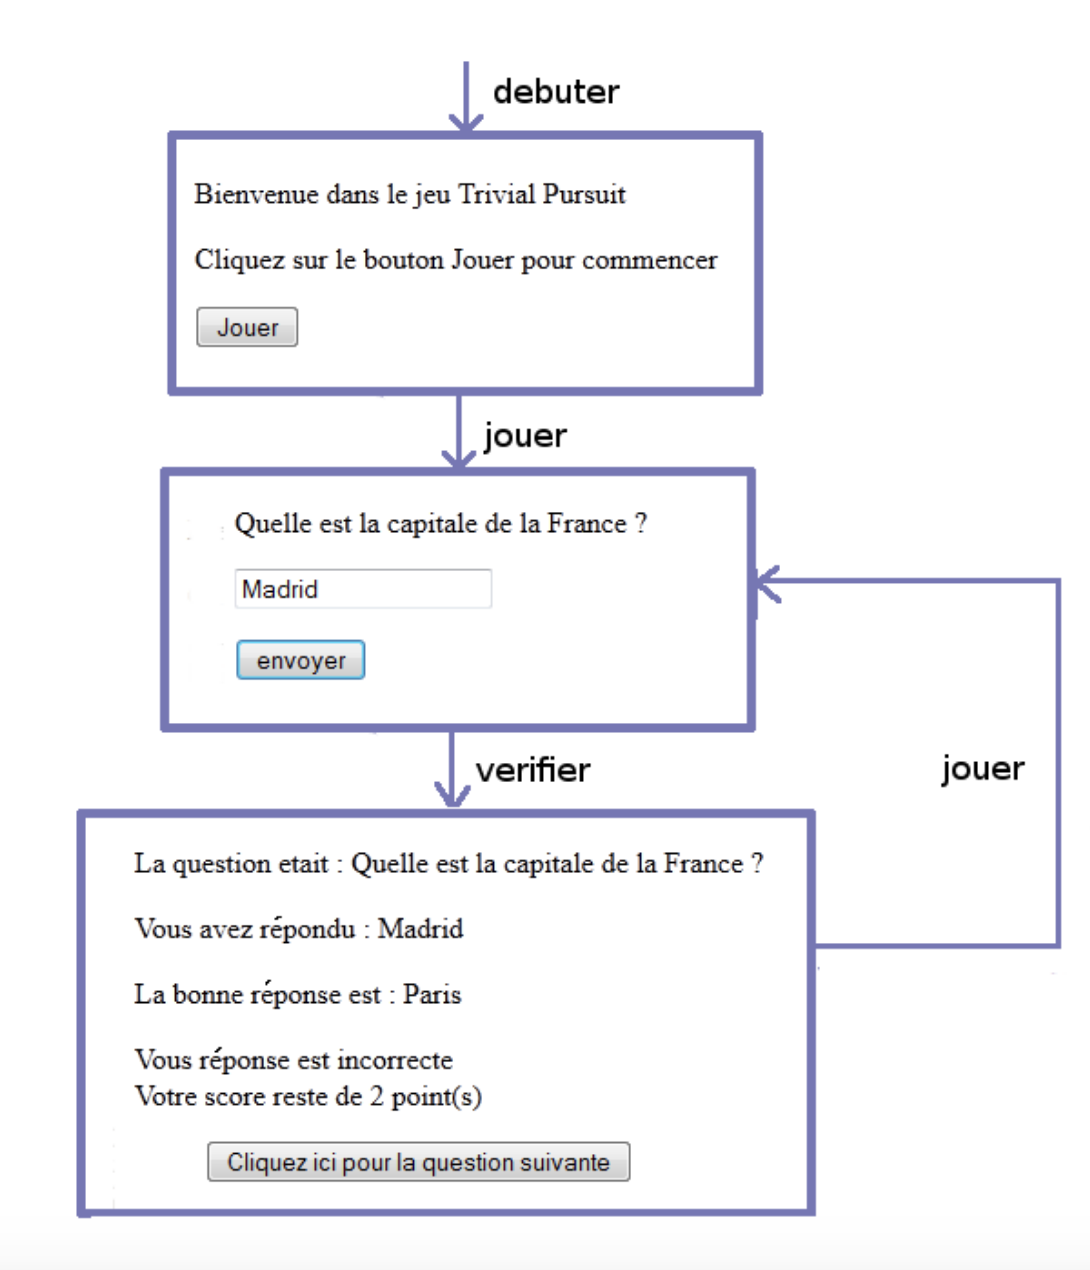 debuter
Bienvenue dans le jeu Trivial Pursuit
Cliquez sur le bouton Jouer pour commencer
Jouer
jouer
Quelle est la capitale de la France ?
Madrid
envoyer
verifier
jouer
La question etait : Quelle est la capitale de la France ?
Vous avez répondu : Madrid
La bonne réponse est : Paris
Vous réponse est incorrecte
Votre score reste de 2 point(s)
Cliquez ici pour la question suivante